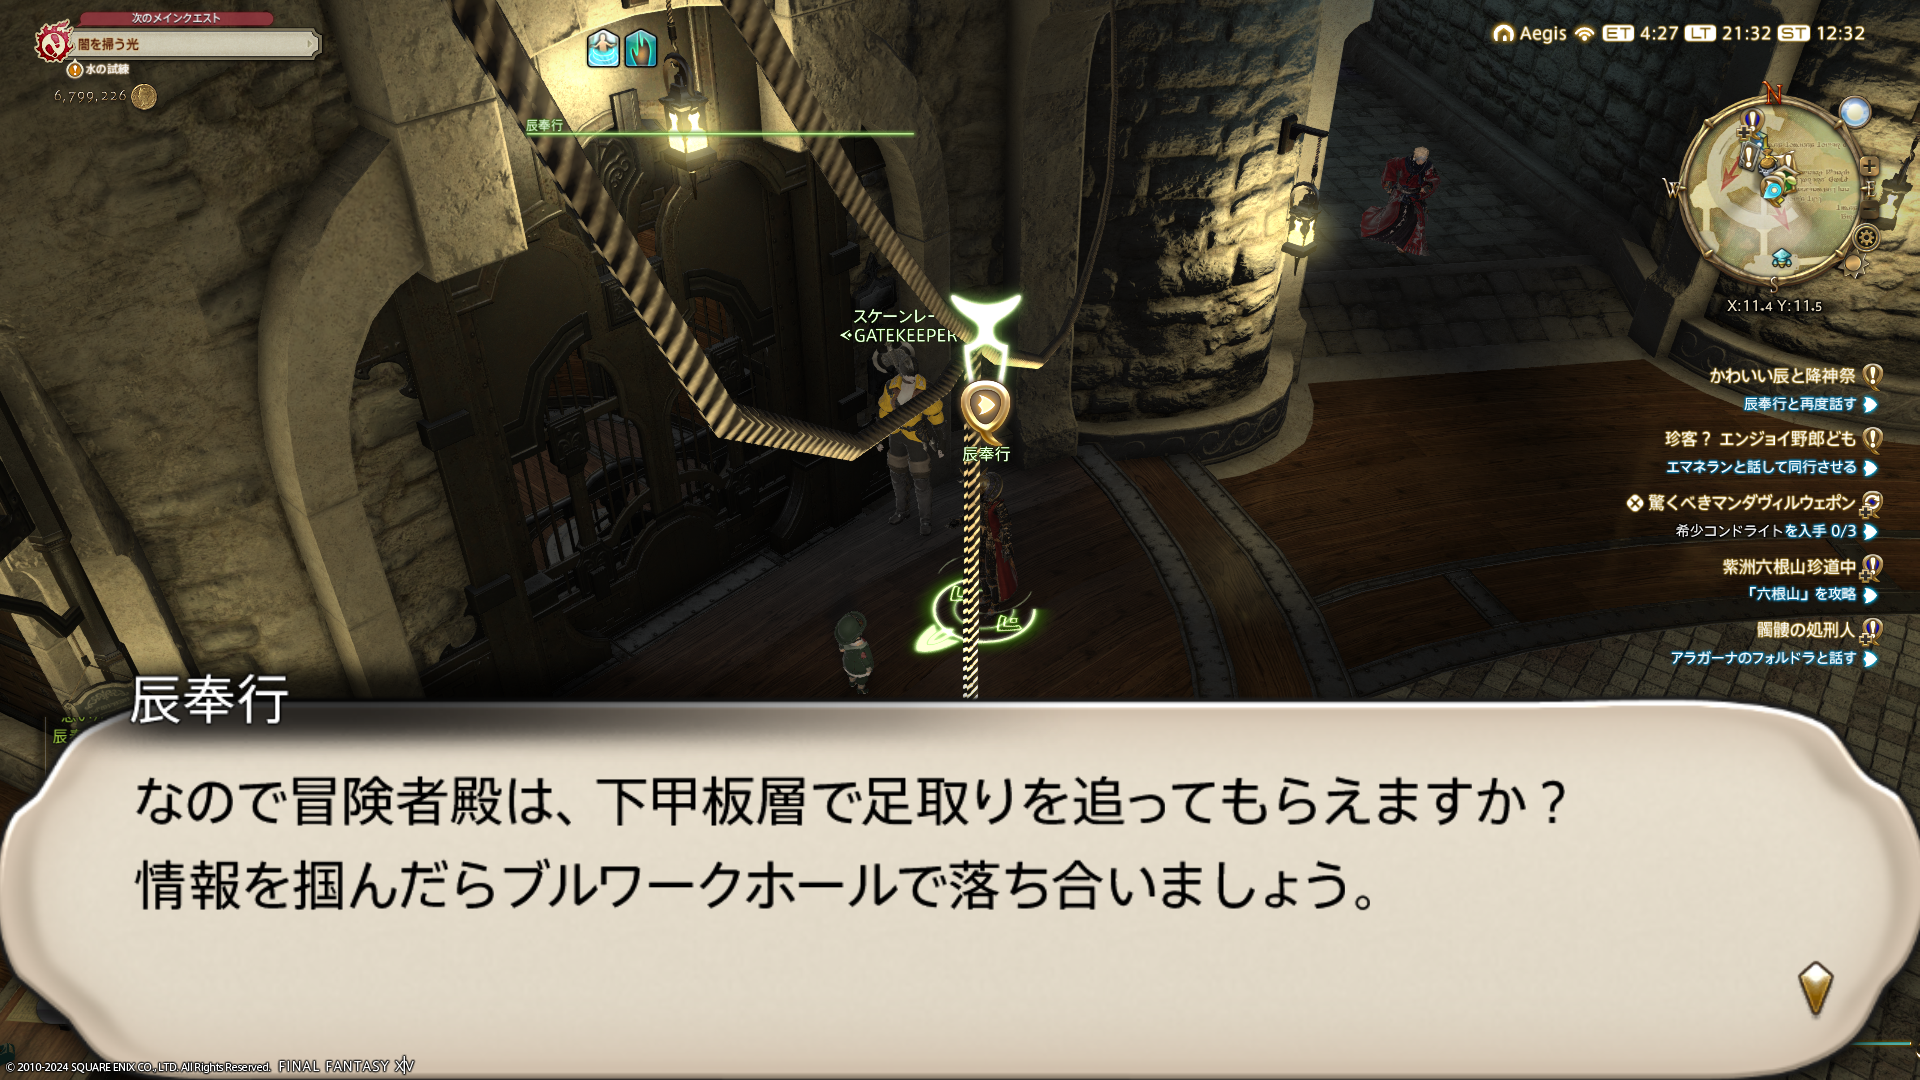 次のメインクエスト
闇を掃う光
水の試練
6,799,226
Aegis ET 4:27 LT 21:32 ST 12:32
N
W
E
S
X:11.4 Y:11.5
辰奉行
スケーンレー
GATEKEEPER
辰奉行
かわいい辰と降神祭
辰奉行と再度話す
珍客？ エンジョイ野郎ども
エマネランと話して同行させる
驚くべきマンダヴィルウェポン
希少コンドライトを入手 0/3
紫洲六根山珍道中
「六根山」を攻略
髑髏の処刑人
アラガーナのフォルドラと話す
辰奉行
なので冒険者殿は、下甲板層で足取りを追ってもらえますか？
情報を掴んだらブルワークホールで落ち合いましょう。
© 2010-2024 SQUARE ENIX CO., LTD. All Rights Reserved. FINAL FANTASY XIV